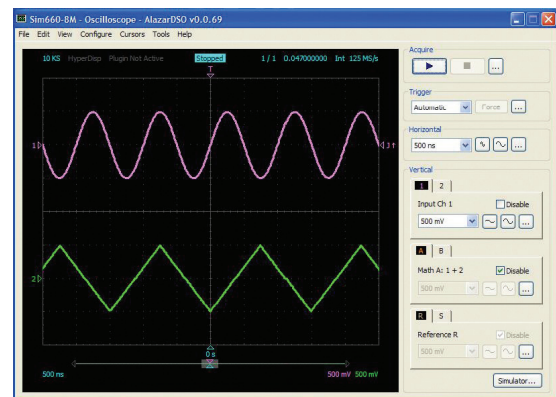 Sim660-8M - Oscilloscope - AlazarDSO v0.0.69
File Edit View Configure Cursors Tools Help
10 KS HyperDisp Plugin Not Active Stopped 1 / 1 0.047000000 Int 125 MS/s
T
1
2
0 s
500 ns 500 mV 500 mV
Acquire
...
Trigger
Automatic Force ...
Horizontal
500 ns ...
Vertical
1 2
Input Ch 1 Disable
500 mV ...
A B
Math A: 1 + 2 Disable
500 mV ...
R S
Reference R Disable
500 mV ...
Simulator...